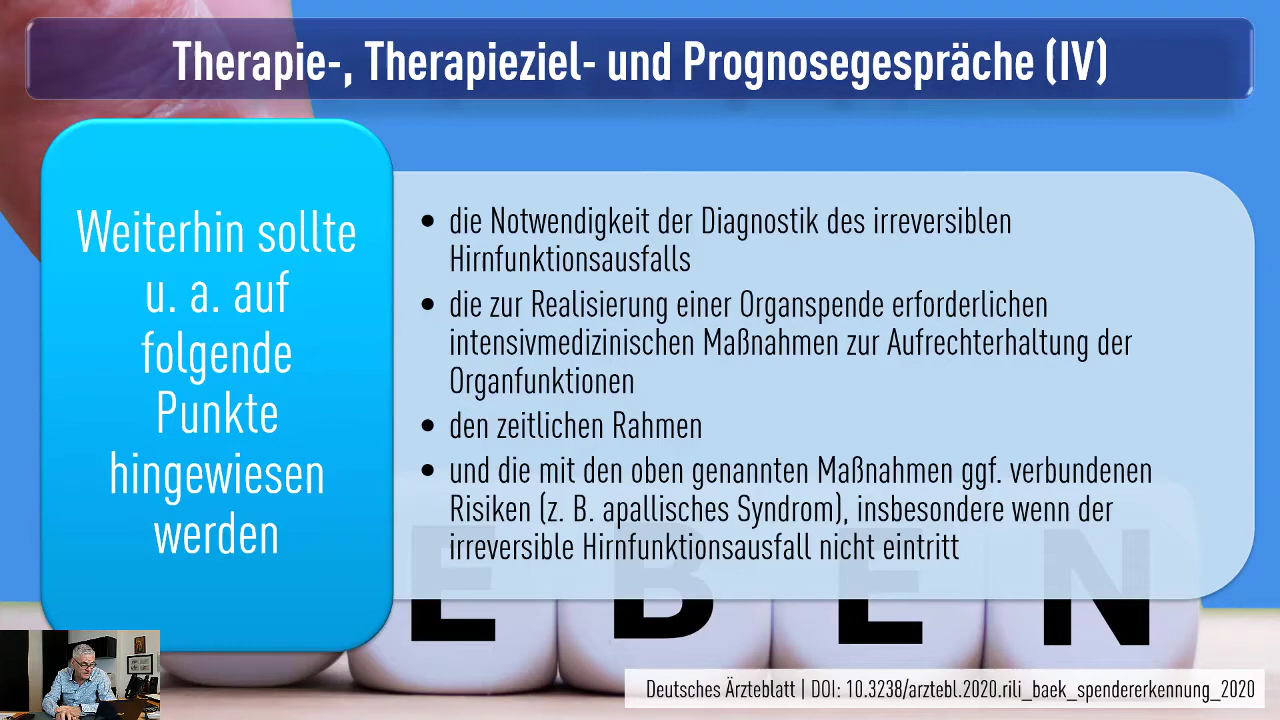 Therapie-, Therapieziel- und Prognosegespräche (IV)
Weiterhin sollte
u. a. auf
folgende
Punkte
hingewiesen
werden
• die Notwendigkeit der Diagnostik des irreversiblen
Hirnfunktionsausfalls
• die zur Realisierung einer Organspende erforderlichen
intensivmedizinischen Maßnahmen zur Aufrechterhaltung der
Organfunktionen
• den zeitlichen Rahmen
• und die mit den oben genannten Maßnahmen ggf. verbundenen
Risiken (z. B. apallisches Syndrom), insbesondere wenn der
irreversible Hirnfunktionsausfall nicht eintritt
E B E N
Deutsches Ärzteblatt | DOI: 10.3238/arztebl.2020.rili_baek_spendererkennung_2020